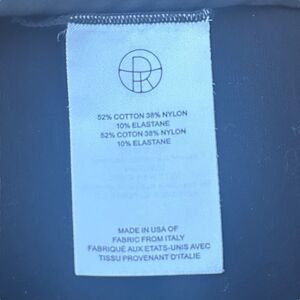 52% COTTON 38% NYLON
10% ELASTANE
52% COTON 38% NYLON
10% ELASTANE
MADE IN USA OF
FABRIC FROM ITALY
FABRIQUÉ AUX ETATS-UNIS AVEC
TISSU PROVENANT D'ITALIE